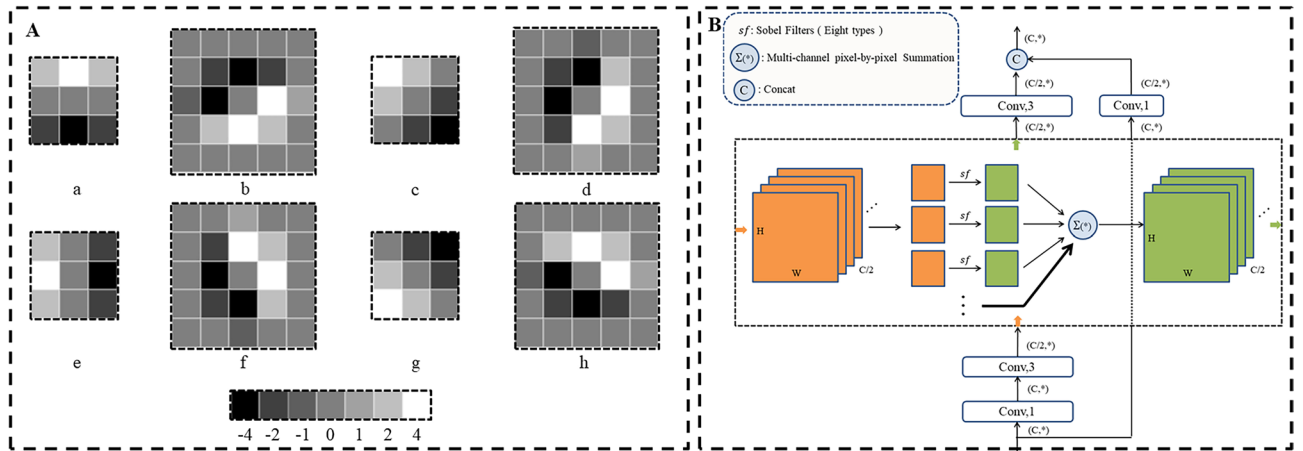 A
a
b
c
d
e
f
g
h
-4 -2 -1 0 1 2 4
B
sf: Sobel Filters ( Eight types )
Σ(*) : Multi-channel pixel-by-pixel Summation
C : Concat
(C,*)
C
(C/2,*)
(C/2,*)
Conv,3
Conv,1
(C/2,*)
(C,*)
sf
sf
sf
H
W
C/2
Σ(*)
H
W
C/2
(C/2,*)
Conv,3
(C,*)
Conv,1
(C,*)